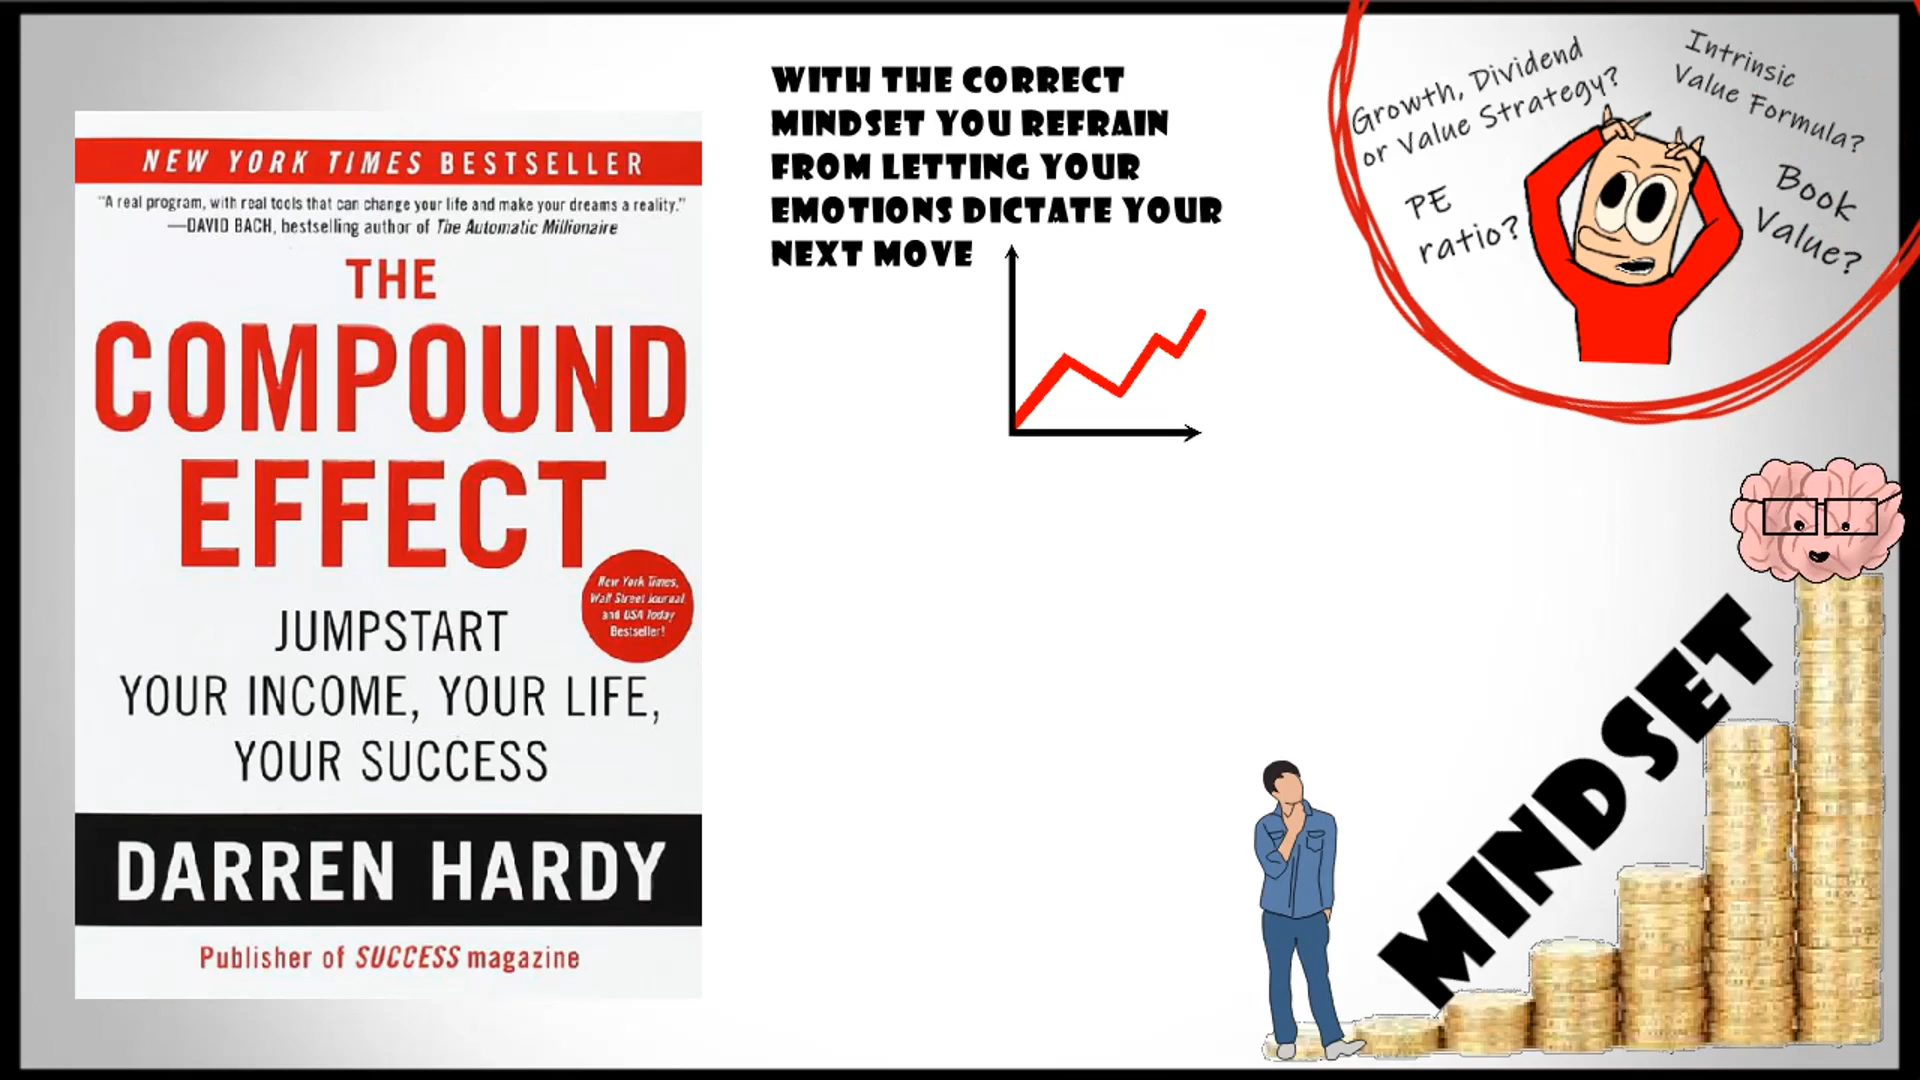 NEW YORK TIMES BESTSELLER
"A real program, with real tools that can change your life and make your dreams a reality."
—DAVID BACH, bestselling author of The Automatic Millionaire
THE
COMPOUND
EFFECT
New York Times,
Wall Street Journal,
and USA Today
Bestseller!
JUMPSTART
YOUR INCOME, YOUR LIFE,
YOUR SUCCESS
DARREN HARDY
Publisher of SUCCESS magazine
WITH THE CORRECT
MINDSET YOU REFRAIN
FROM LETTING YOUR
EMOTIONS DICTATE YOUR
NEXT MOVE
Growth, Dividend
or Value Strategy?
Intrinsic
Value Formula?
PE
ratio?
Book
Value?
MINDSET